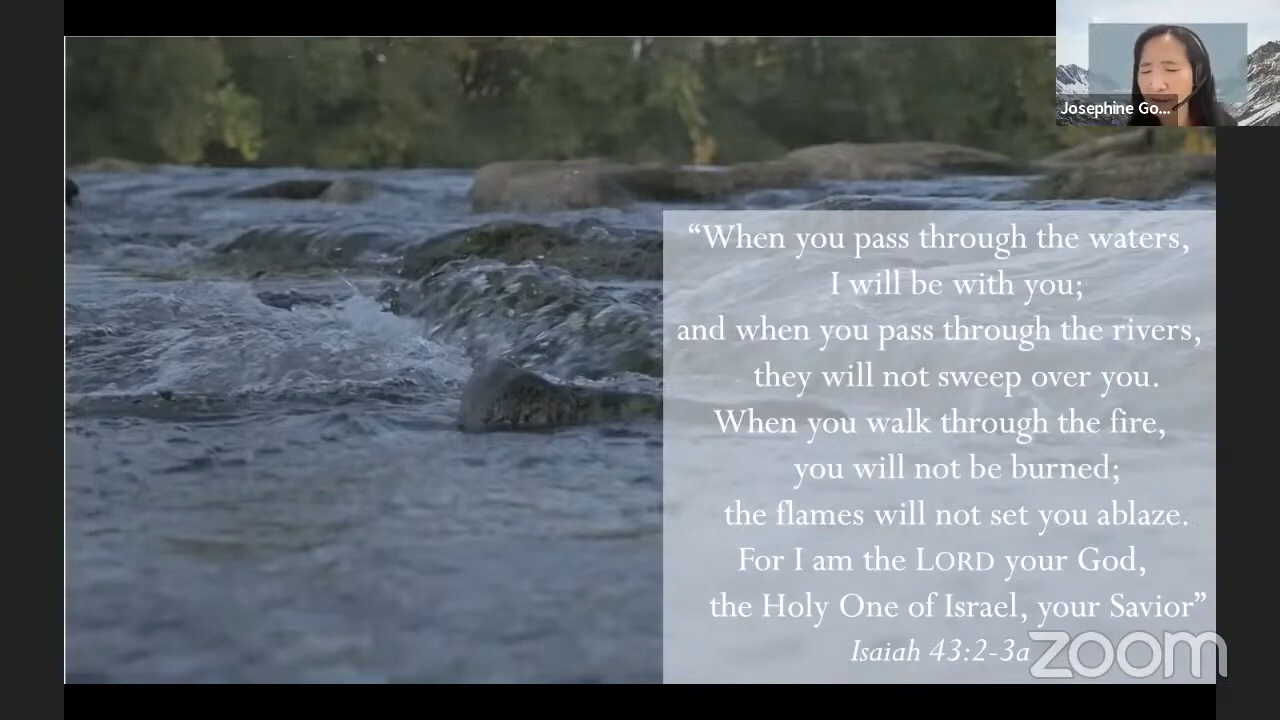 Josephine Go...
“When you pass through the waters,
I will be with you;
and when you pass through the rivers,
they will not sweep over you.
When you walk through the fire,
you will not be burned;
the flames will not set you ablaze.
For I am the LORD your God,
the Holy One of Israel, your Savior”
Isaiah 43:2-3a
zoom